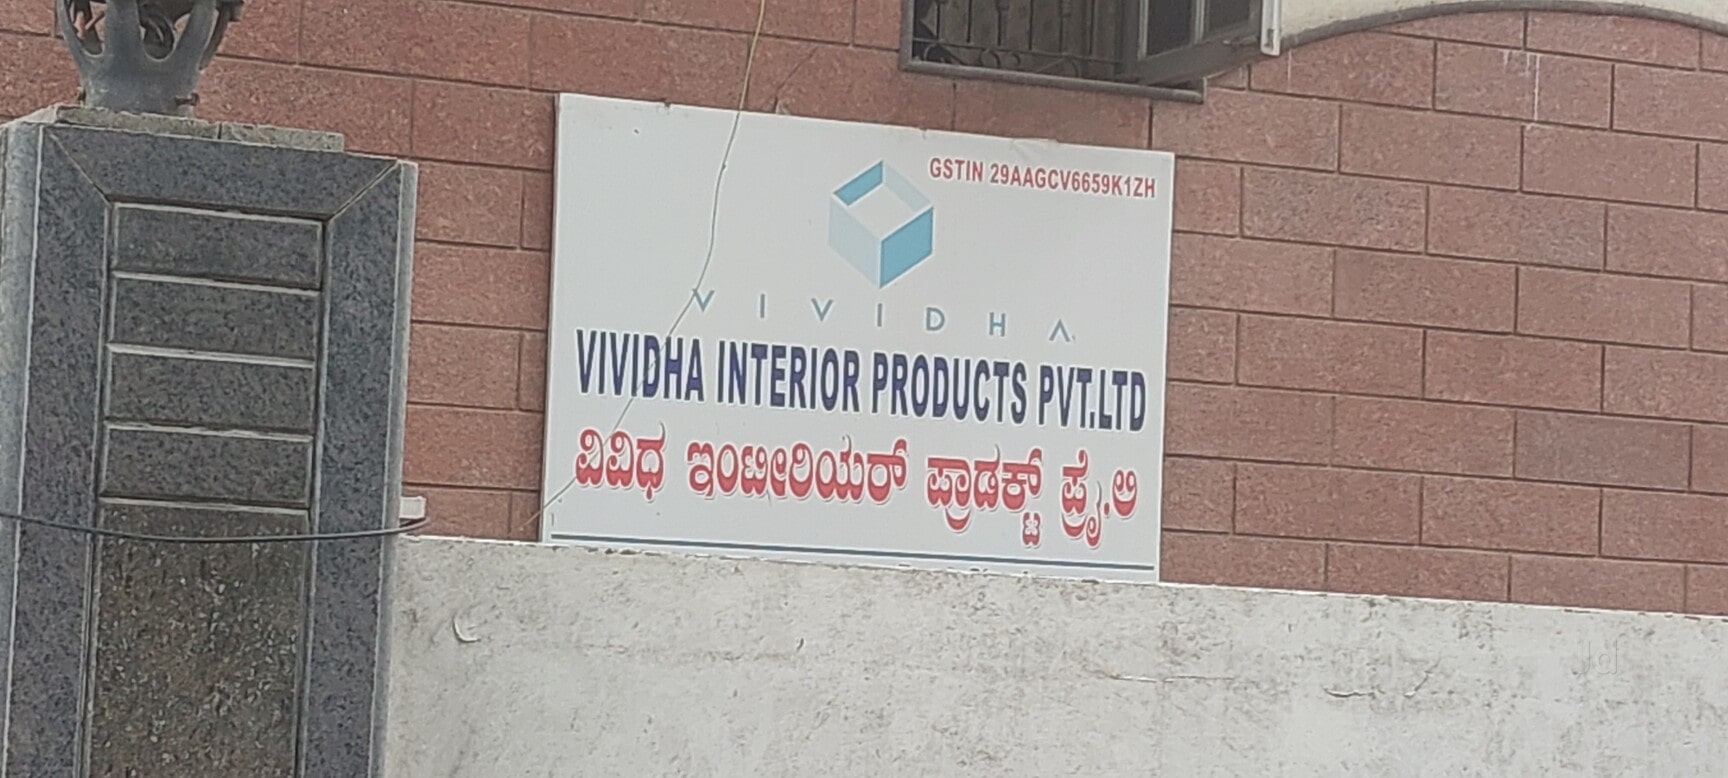 GSTIN 29AAGCV6659K1ZH
VIVIDHA
VIVIDHA INTERIOR PRODUCTS PVT.LTD
ವಿವಿಧ ಇಂಟೀರಿಯರ್ ಪ್ರಾಡಕ್ಟ್ ಪ್ರೈ.ಲಿ